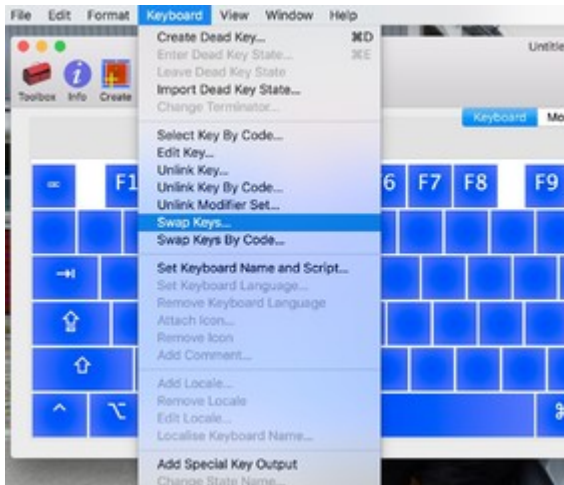 File Edit Format Keyboard View Window Help
Untitle
Toolbox Info Create
Keyboard Mo
Create Dead Key... ⌘D
Enter Dead Key State... ⌘E
Leave Dead Key State
Import Dead Key State...
Change Terminator...
Select Key By Code...
Edit Key...
Unlink Key...
Unlink Key By Code...
Unlink Modifier Set...
Swap Keys...
Swap Keys By Code...
Set Keyboard Name and Script...
Set Keyboard Language...
Remove Keyboard Language
Attach Icon...
Remove Icon
Add Comment...
Add Locale...
Remove Locale
Edit Locale...
Localise Keyboard Name...
Add Special Key Output
Change State Name...
F1 6 F7 F8 F9